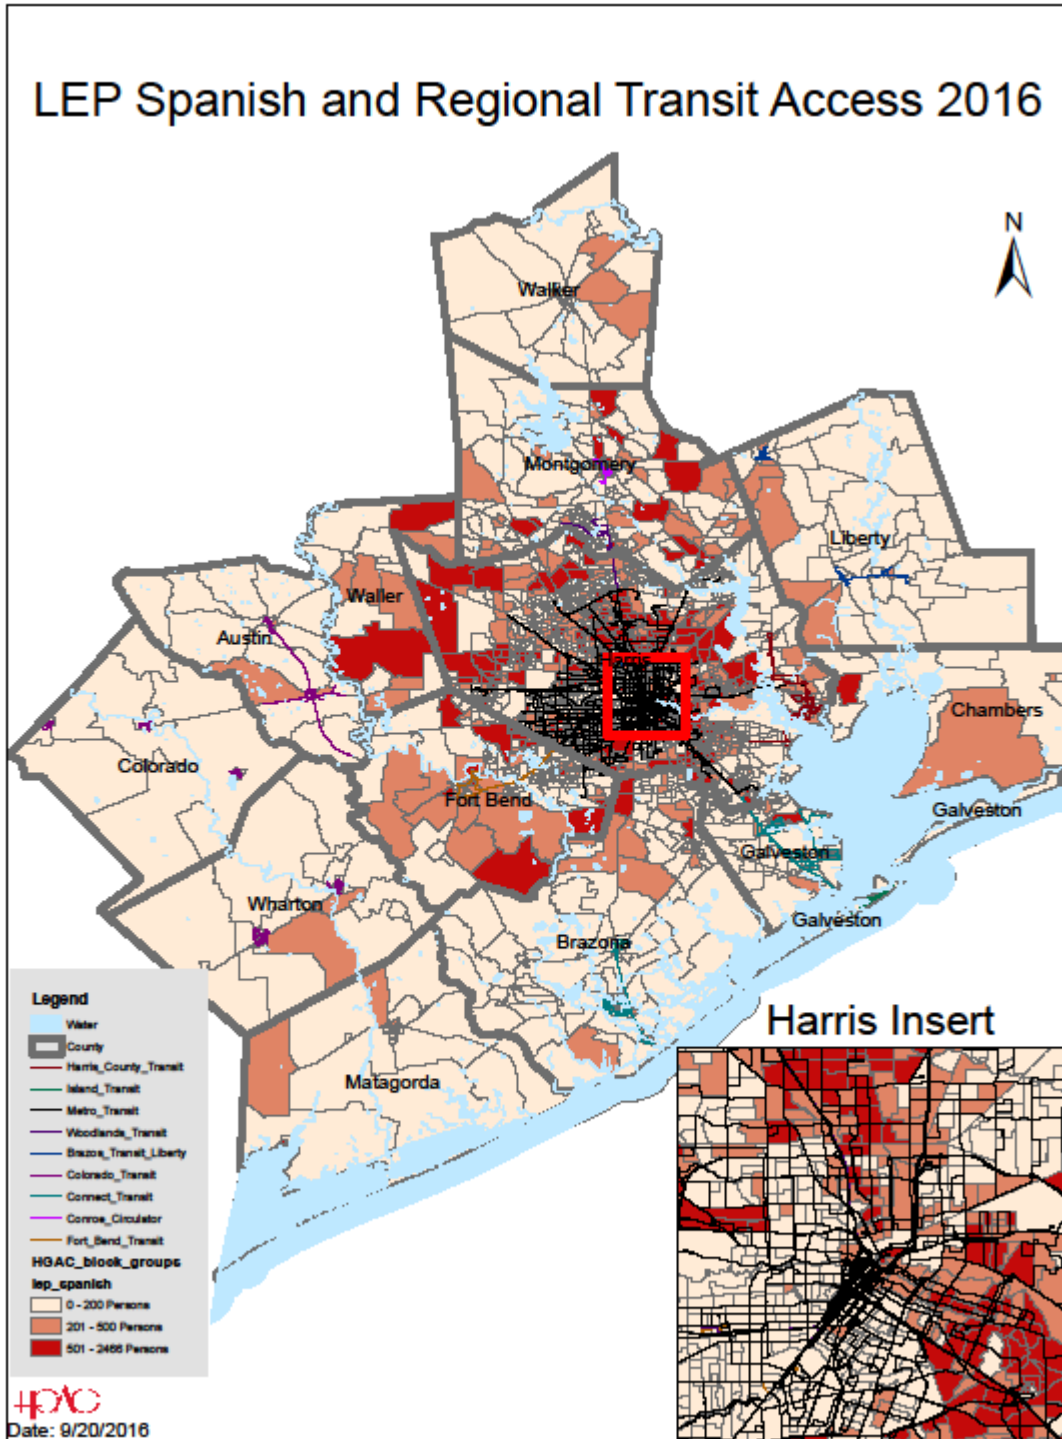 LEP Spanish and Regional Transit Access 2016
N
Walker
Montgomery
Liberty
Waller
Austin
Harris
Chambers
Colorado
Fort Bend
Galveston
Galveston
Wharton
Galveston
Brazoria
Matagorda
Harris Insert
Legend
Water
County
Harris_County_Transit
Island_Transit
Metro_Transit
Woodlands_Transit
Brazos_Transit_Liberty
Colorado_Transit
Connect_Transit
Conroe_Circulator
Fort_Bend_Transit
HGAC_block_groups
lep_spanish
0 - 200 Persons
201 - 500 Persons
501 - 2466 Persons
HGAC
Date: 9/20/2016